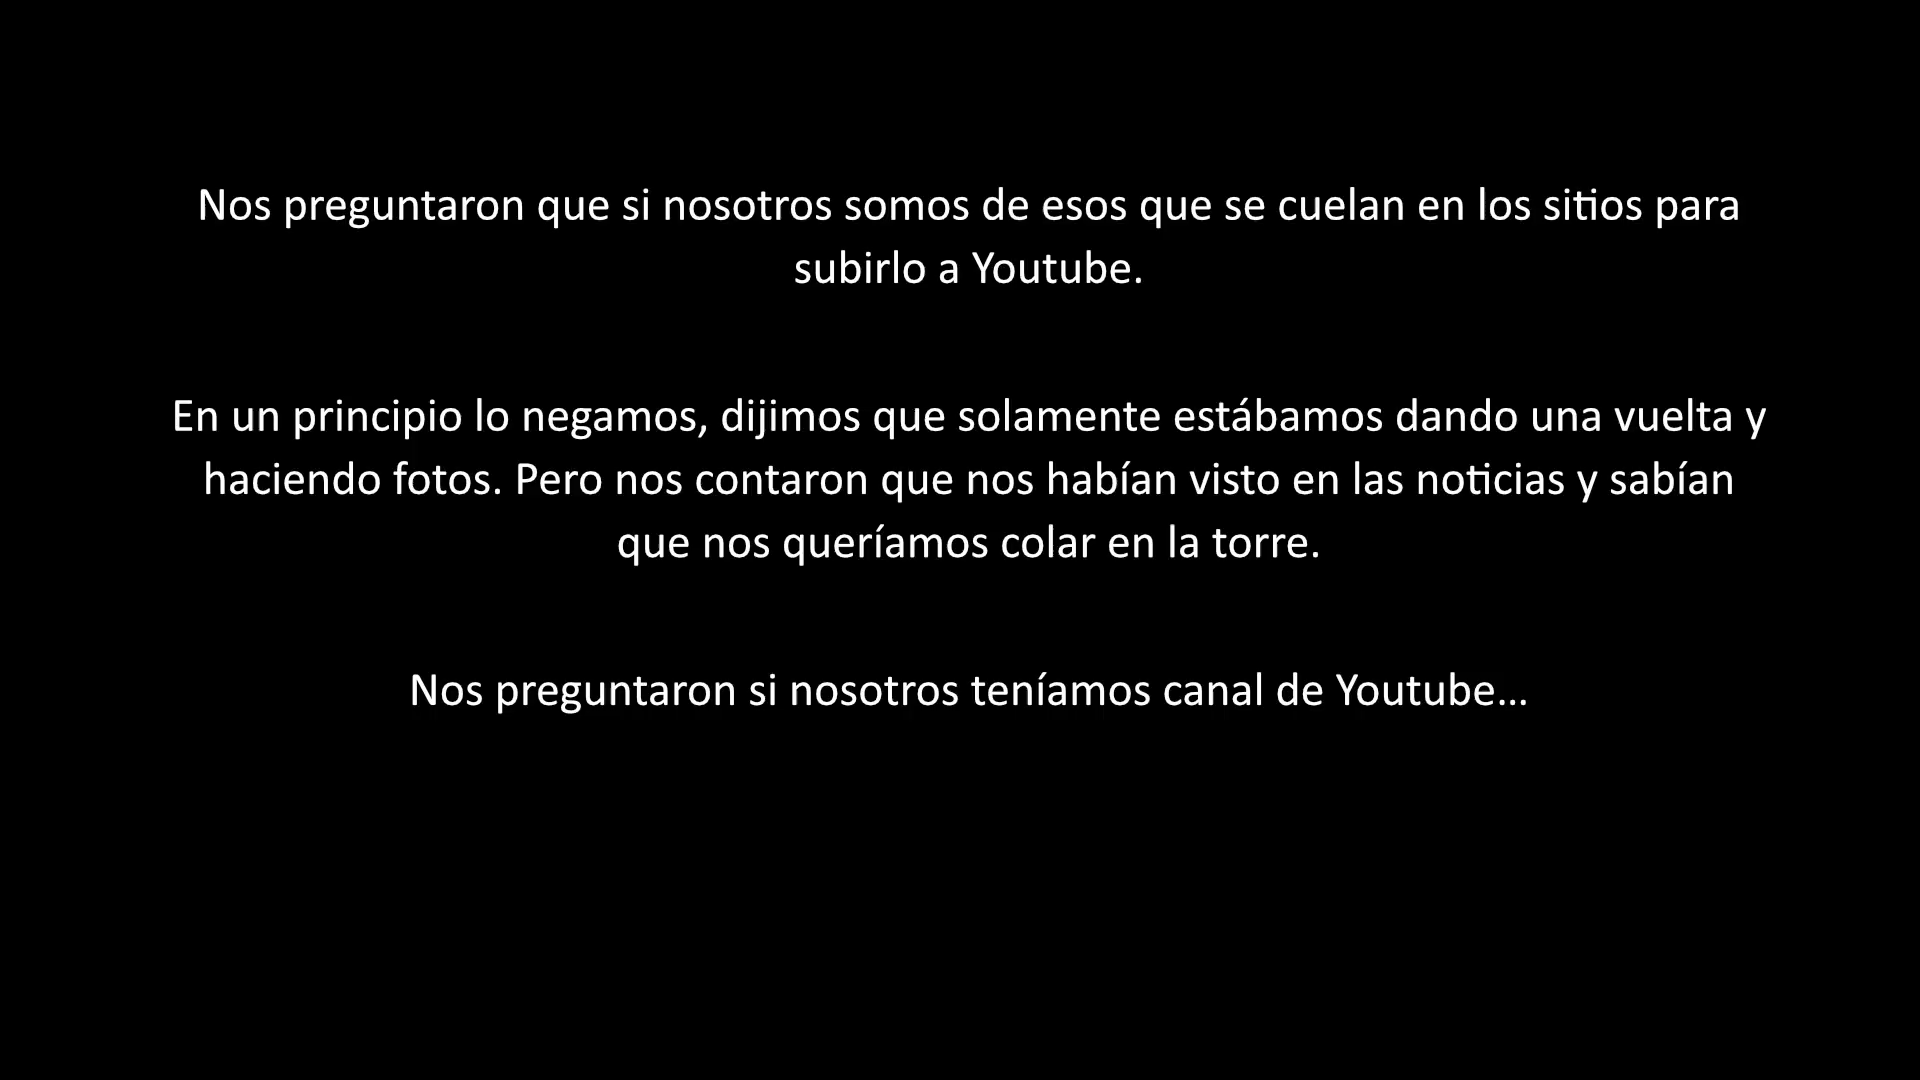 Nos preguntaron que si nosotros somos de esos que se cuelan en los sitios para
subirlo a Youtube.
En un principio lo negamos, dijimos que solamente estábamos dando una vuelta y
haciendo fotos. Pero nos contaron que nos habían visto en las noticias y sabían
que nos queríamos colar en la torre.
Nos preguntaron si nosotros teníamos canal de Youtube...